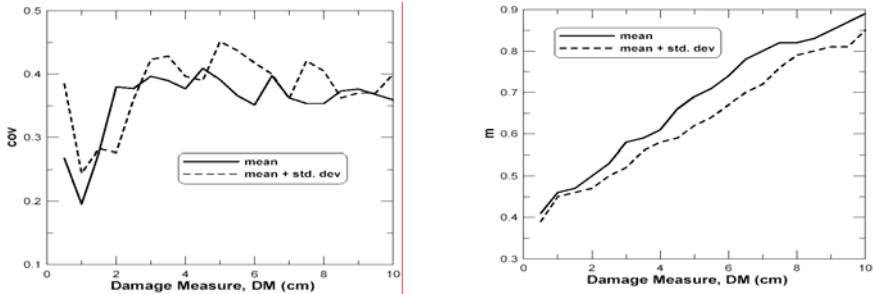 0.5
0.4
0.3
0.2
0.1
cov
mean
mean + std. dev
0 2 4 6 8 10
Damage Measure, DM (cm)
0.9
0.8
0.7
0.6
0.5
0.4
0.3
m
mean
mean + std. dev
0 2 4 6 8 10
Damage Measure, DM (cm)